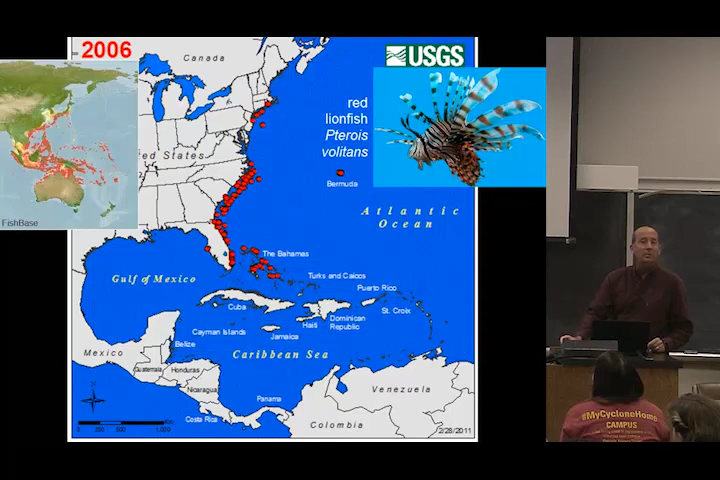 2006
Canada
USGS
red
lionfish
Pterois
volitans
ed States
Bermuda
Atlantic
Ocean
FishBase
The Bahamas
Gulf of Mexico
Turks and Caicos
Puerto Rico
Cuba
St. Croix
Haiti
Dominican
Republic
Cayman Islands
Jamaica
Belize
Mexico
Caribbean Sea
Guatemala
Honduras
Nicaragua
Panama
Venezuela
Costa Rica
Colombia
2/28/2011
#MyCycloneHome
CAMPUS